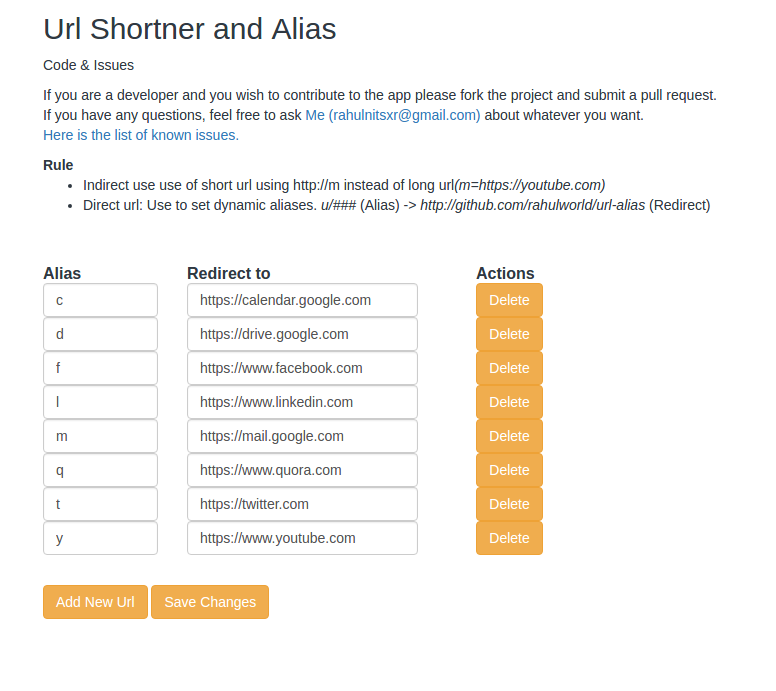 Url Shortner and Alias
Code & Issues
If you are a developer and you wish to contribute to the app please fork the project and submit a pull request.
If you have any questions, feel free to ask Me (rahulnitsxr@gmail.com) about whatever you want.
Here is the list of known issues.
Rule
• Indirect use use of short url using http://m instead of long url(m=https://youtube.com)
• Direct url: Use to set dynamic aliases. u/### (Alias) -> http://github.com/rahulworld/url-alias (Redirect)
Alias Redirect to Actions
c https://calendar.google.com Delete
d https://drive.google.com Delete
f https://www.facebook.com Delete
l https://www.linkedin.com Delete
m https://mail.google.com Delete
q https://www.quora.com Delete
t https://twitter.com Delete
y https://www.youtube.com Delete
Add New Url Save Changes